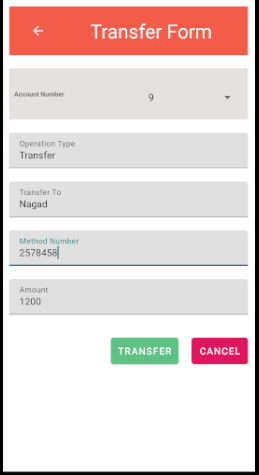 Transfer Form
Account Number 9
Operation Type
Transfer
Transfer To
Nagad
Method Number
2578458
Amount
1200
TRANSFER CANCEL